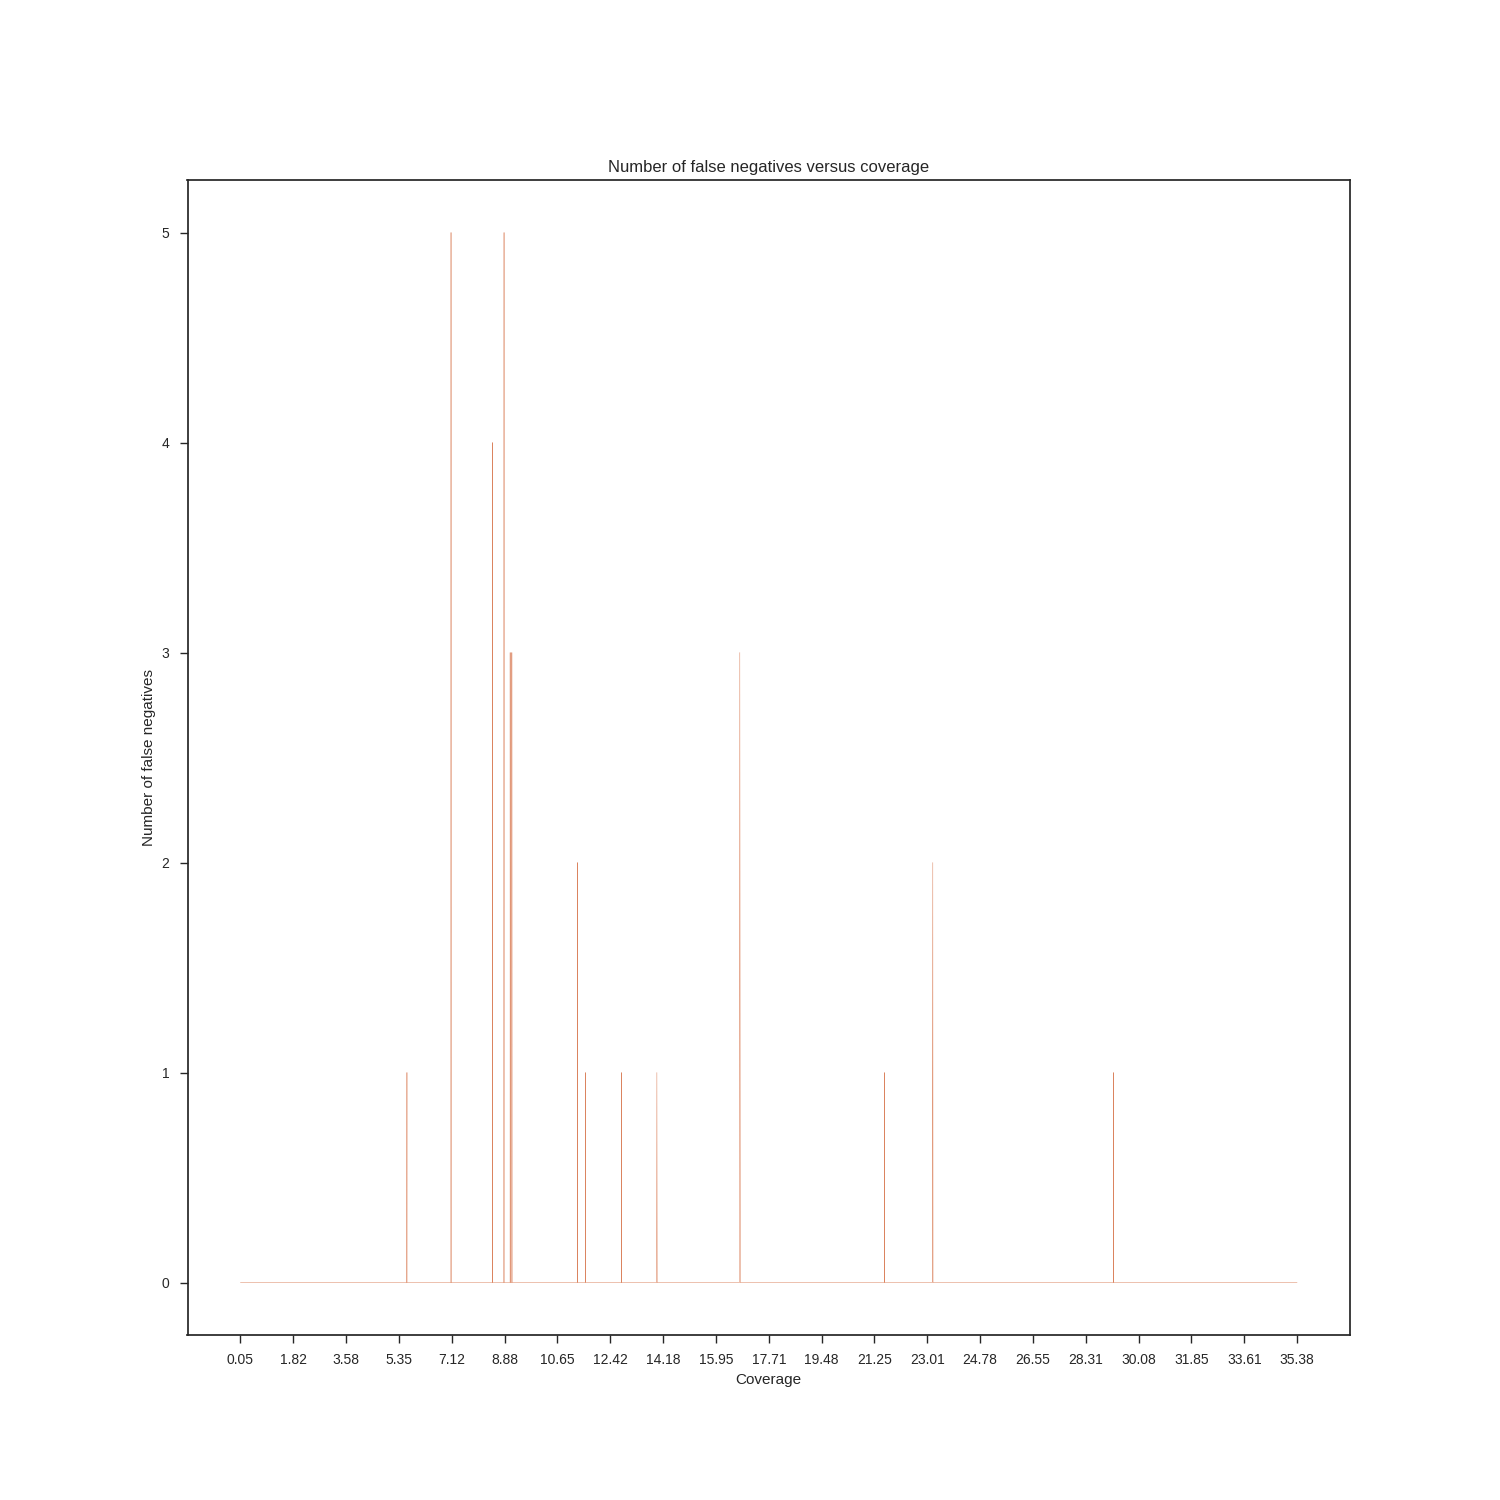 Number of false negatives versus coverage
5
4
3
2
1
0
Number of false negatives
0.05 1.82 3.58 5.35 7.12 8.88 10.65 12.42 14.18 15.95 17.71 19.48 21.25 23.01 24.78 26.55 28.31 30.08 31.85 33.61 35.38
Coverage